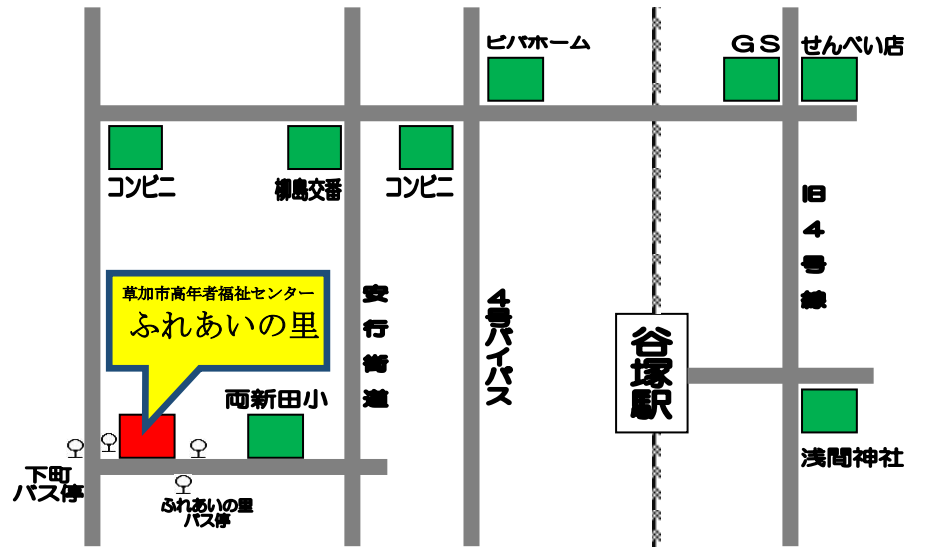 ビバホーム
GS
せんべい店
コンビニ
柳島交番
コンビニ
旧4号線
草加市高年者福祉センター
ふれあいの里
安行街道
4号バイパス
谷塚駅
両新田小
浅間神社
下町
バス停
ふれあいの里
バス停